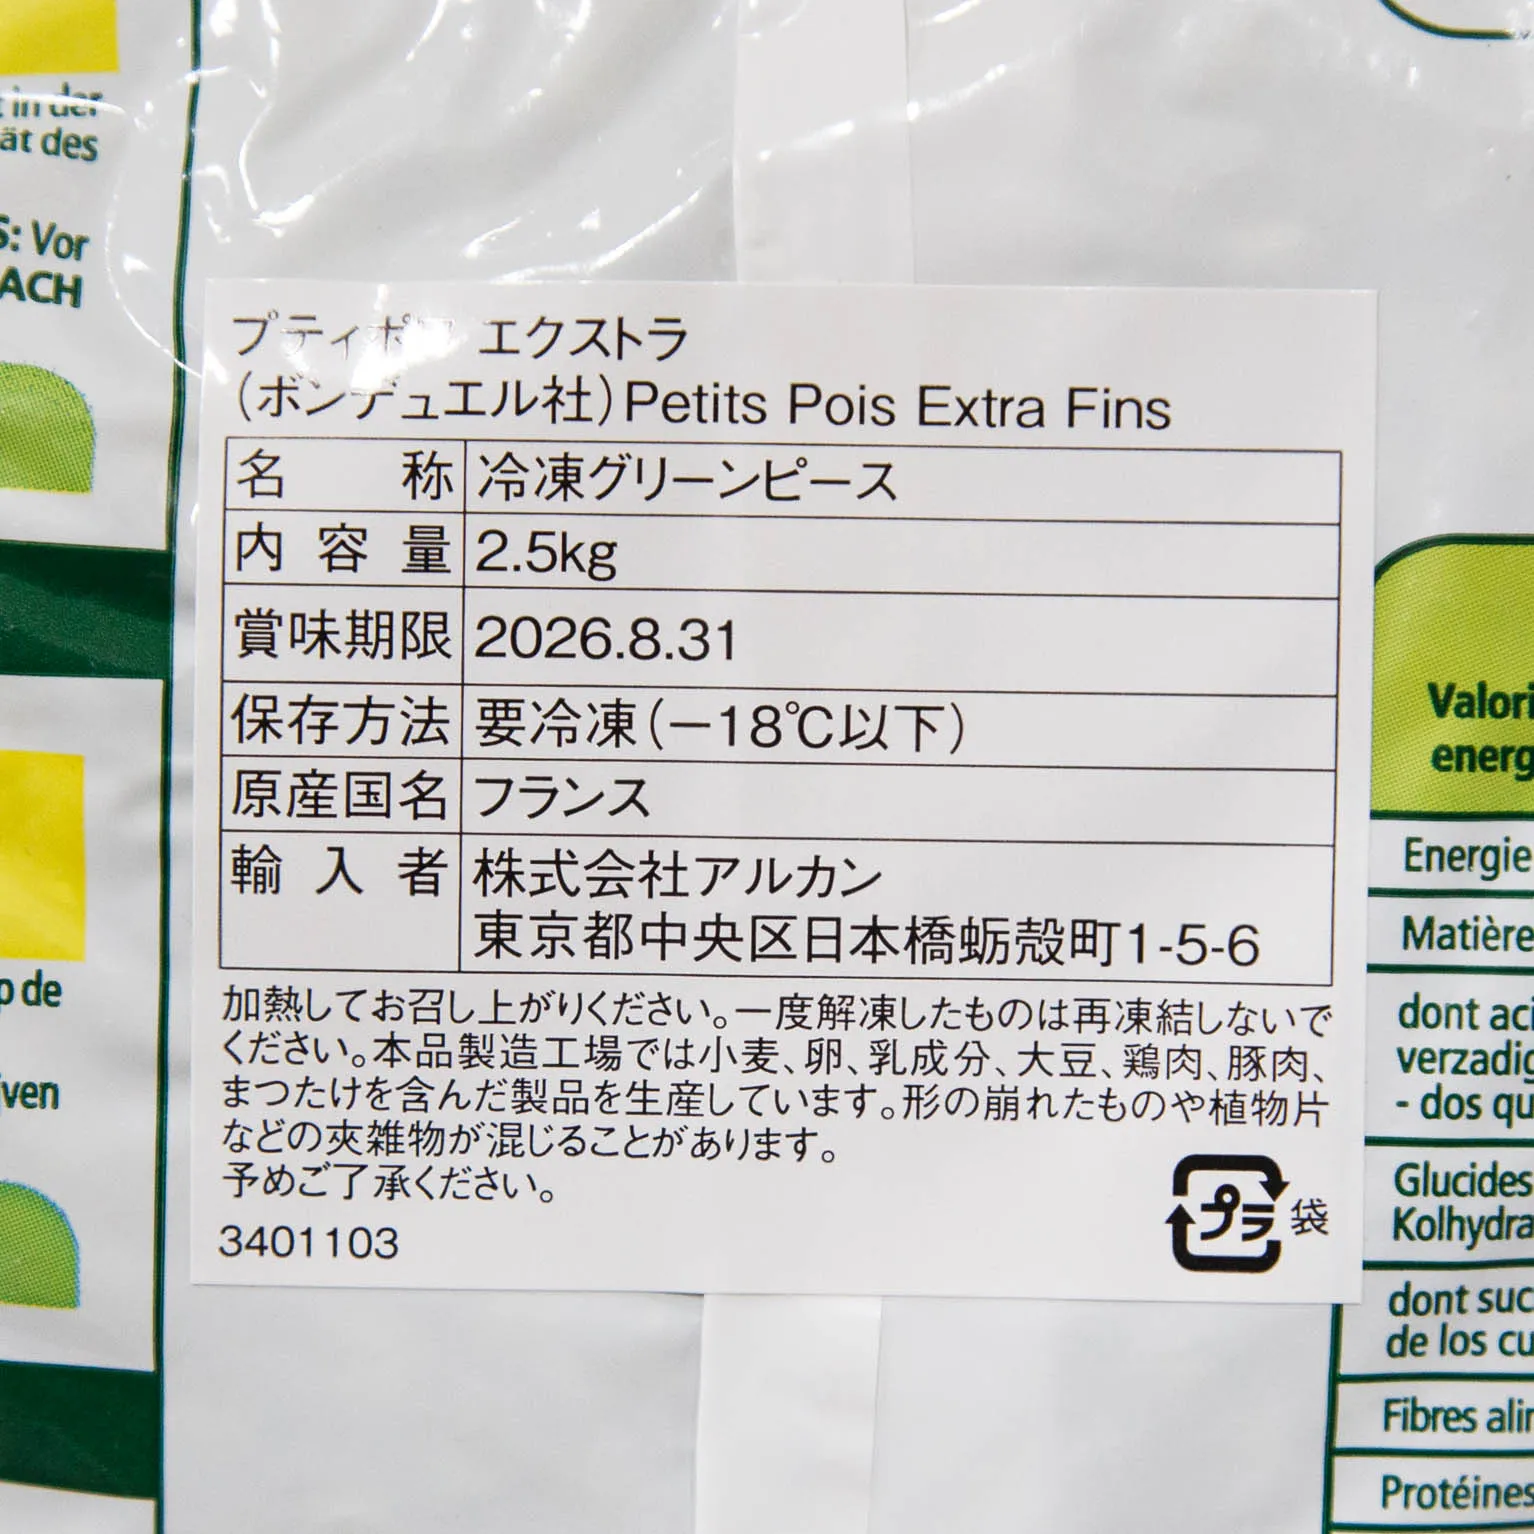 t in der
ät des
S: Vor
ACH
プティポワ エクストラ
(ボンデュエル社)Petits Pois Extra Fins
名称 冷凍グリーンピース
内容量 2.5kg
賞味期限 2026.8.31
保存方法 要冷凍(−18℃以下)
原産国名 フランス
輸入者 株式会社アルカン
東京都中央区日本橋蛎殻町1-5-6
加熱してお召し上がりください。一度解凍したものは再凍結しないで
ください。本品製造工場では小麦、卵、乳成分、大豆、鶏肉、豚肉、
まつたけを含んだ製品を生産しています。形の崩れたものや植物片
などの夾雑物が混じることがあります。
予めご了承ください。
3401103
プラ 袋
p de
ven
Valori
energ
Energie
Matière
dont aci
verzadig
- dos qu
Glucides
Kolhydra
dont suc
de los cu
Fibres alin
Protéines